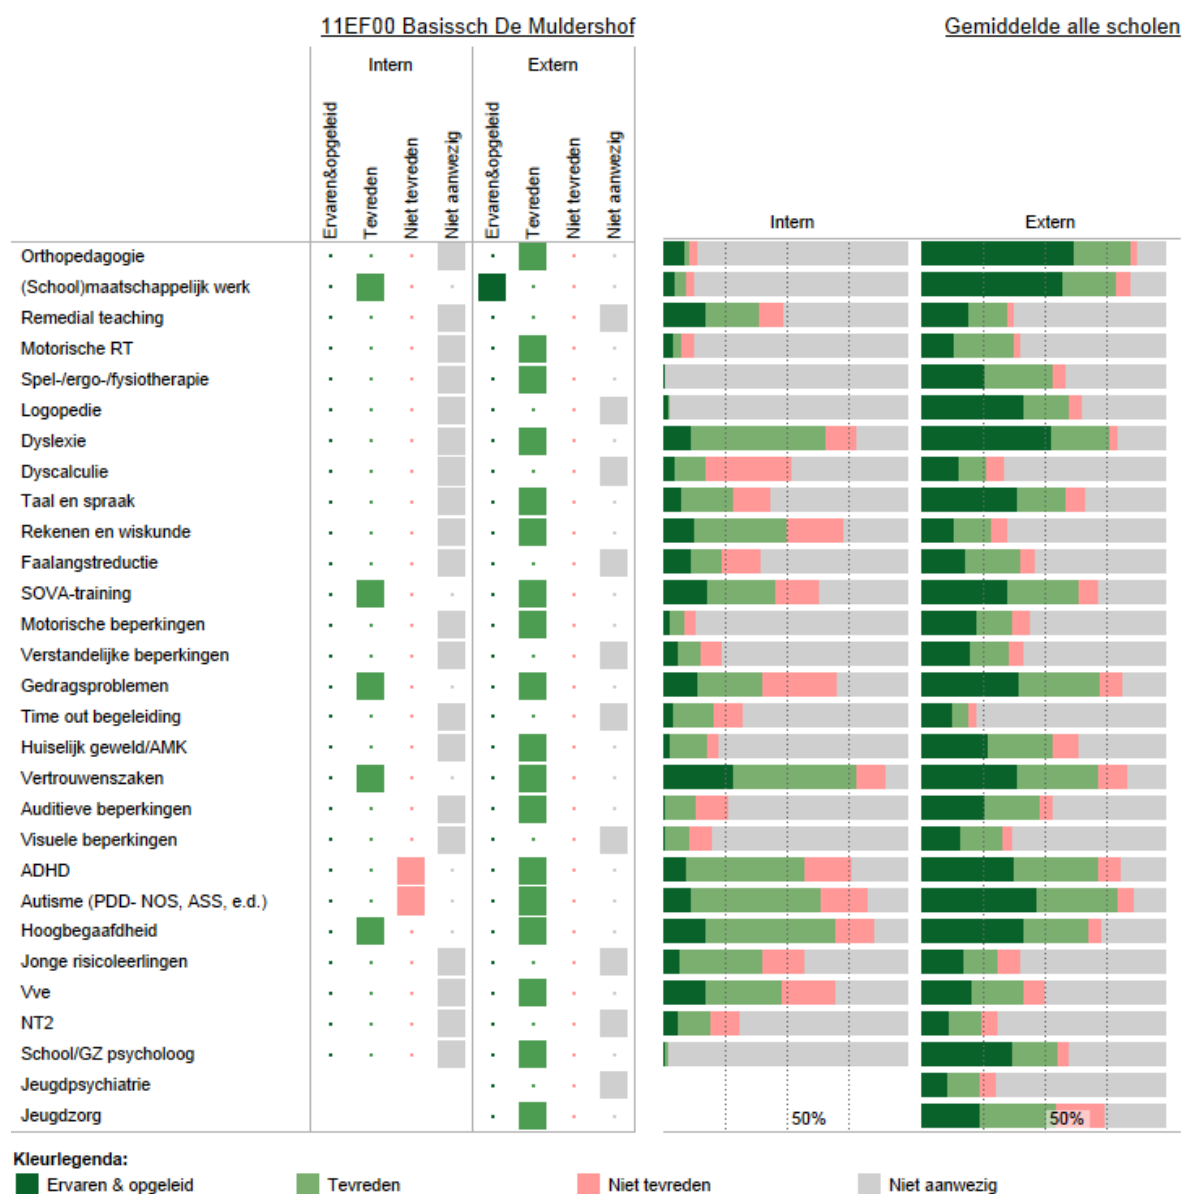 11EF00 Basissch De Muldershof
Gemiddelde alle scholen
Intern
Extern
Ervaren&opgeleid
Tevreden
Niet tevreden
Niet aanwezig
Ervaren&opgeleid
Tevreden
Niet tevreden
Niet aanwezig
Intern
Extern
Orthopedagogie
(School)maatschappelijk werk
Remedial teaching
Motorische RT
Spel-/ergo-/fysiotherapie
Logopedie
Dyslexie
Dyscalculie
Taal en spraak
Rekenen en wiskunde
Faalangstreductie
SOVA-training
Motorische beperkingen
Verstandelijke beperkingen
Gedragsproblemen
Time out begeleiding
Huiselijk geweld/AMK
Vertrouwenszaken
Auditieve beperkingen
Visuele beperkingen
ADHD
Autisme (PDD- NOS, ASS, e.d.)
Hoogbegaafdheid
Jonge risicoleerlingen
Vve
NT2
School/GZ psycholoog
Jeugdpsychiatrie
Jeugdzorg
50%
50%
Kleurlegenda:
Ervaren & opgeleid
Tevreden
Niet tevreden
Niet aanwezig